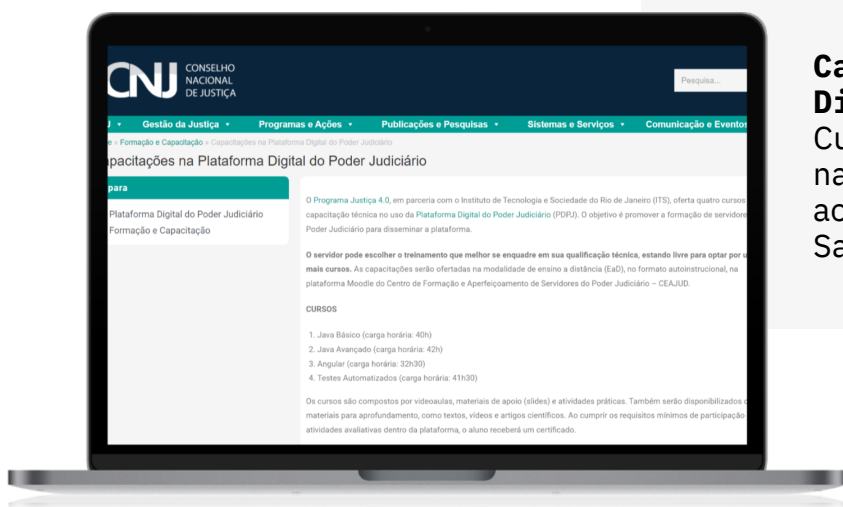 CNJ
CONSELHO
NACIONAL
DE JUSTIÇA
Pesquisa...
J
Gestão da Justiça
Programas e Ações
Publicações e Pesquisas
Sistemas e Serviços
Comunicação e Eventos
e » Formação e Capacitação » Capacitações na Plataforma Digital do Poder Judiciário
pacitações na Plataforma Digital do Poder Judiciário
para
Plataforma Digital do Poder Judiciário
Formação e Capacitação
O Programa Justiça 4.0, em parceria com o Instituto de Tecnologia e Sociedade do Rio de Janeiro (ITS), oferta quatro cursos
capacitação técnica no uso da Plataforma Digital do Poder Judiciário (PDPJ). O objetivo é promover a formação de servidore
Poder Judiciário para disseminar a plataforma.
O servidor pode escolher o treinamento que melhor se enquadre em sua qualificação técnica, estando livre para optar por u
mais cursos. As capacitações serão ofertadas na modalidade de ensino a distância (EaD), no formato autoinstrucional, na
plataforma Moodle do Centro de Formação e Aperfeiçoamento de Servidores do Poder Judiciário – CEAJUD.
CURSOS
1. Java Básico (carga horária: 40h)
2. Java Avançado (carga horária: 42h)
3. Angular (carga horária: 32h30)
4. Testes Automatizados (carga horária: 41h30)
Os cursos são compostos por videoaulas, materiais de apoio (slides) e atividades práticas. Também serão disponibilizados
materiais para aprofundamento, como textos, vídeos e artigos científicos. Ao cumprir os requisitos mínimos de participação
atividades avaliativas dentro da plataforma, o aluno receberá um certificado.
Ca
Di
Cu
na
ac
Sa